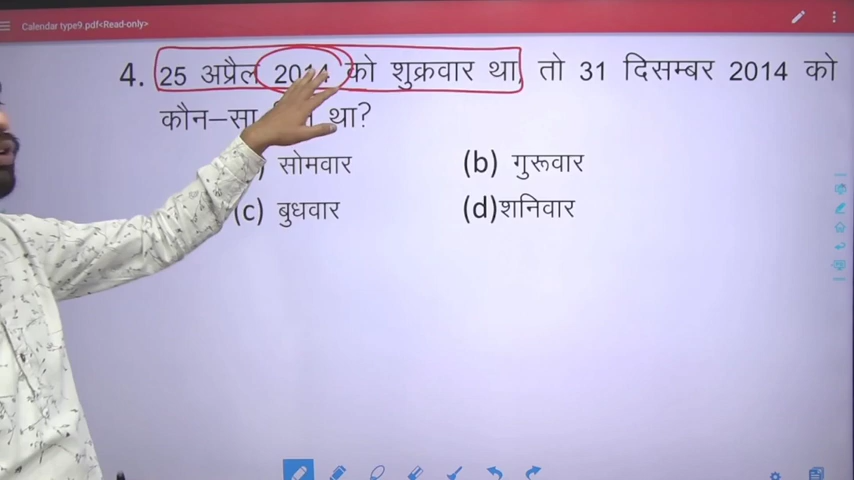 Calendar type9.pdf<Read-only>
4. 25 अप्रैल 2014 को शुक्रवार था, तो 31 दिसम्बर 2014 को
कौन–सा था?
सोमवार (b) गुरूवार
(c) बुधवार (d)शनिवार